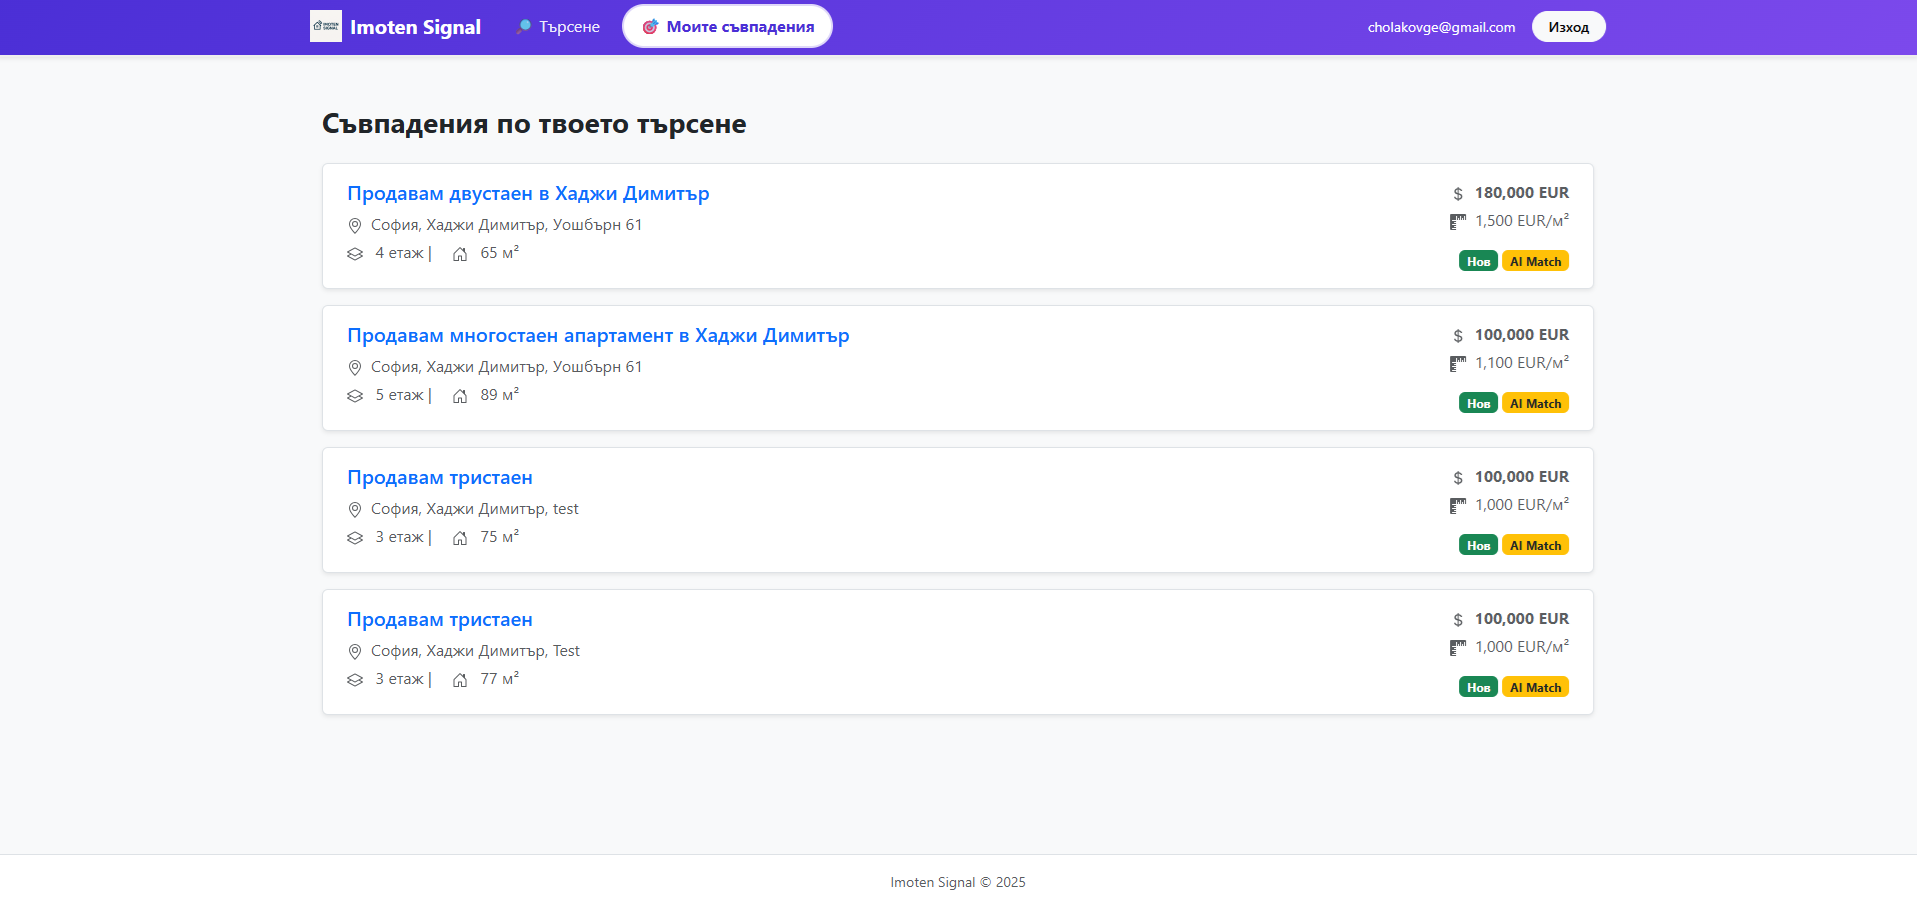 IMOTEN SIGNAL
Imoten Signal
Търсене
Моите съвпадения
cholakovge@gmail.com
Изход
Съвпадения по твоето търсене
Продавам двустаен в Хаджи Димитър
$ 180,000 EUR
София, Хаджи Димитър, Уошбърн 61
1,500 EUR/м²
4 етаж | 65 м²
Нов AI Match
Продавам многостаен апартамент в Хаджи Димитър
$ 100,000 EUR
София, Хаджи Димитър, Уошбърн 61
1,100 EUR/м²
5 етаж | 89 м²
Нов AI Match
Продавам тристаен
$ 100,000 EUR
София, Хаджи Димитър, test
1,000 EUR/м²
3 етаж | 75 м²
Нов AI Match
Продавам тристаен
$ 100,000 EUR
София, Хаджи Димитър, Test
1,000 EUR/м²
3 етаж | 77 м²
Нов AI Match
Imoten Signal © 2025